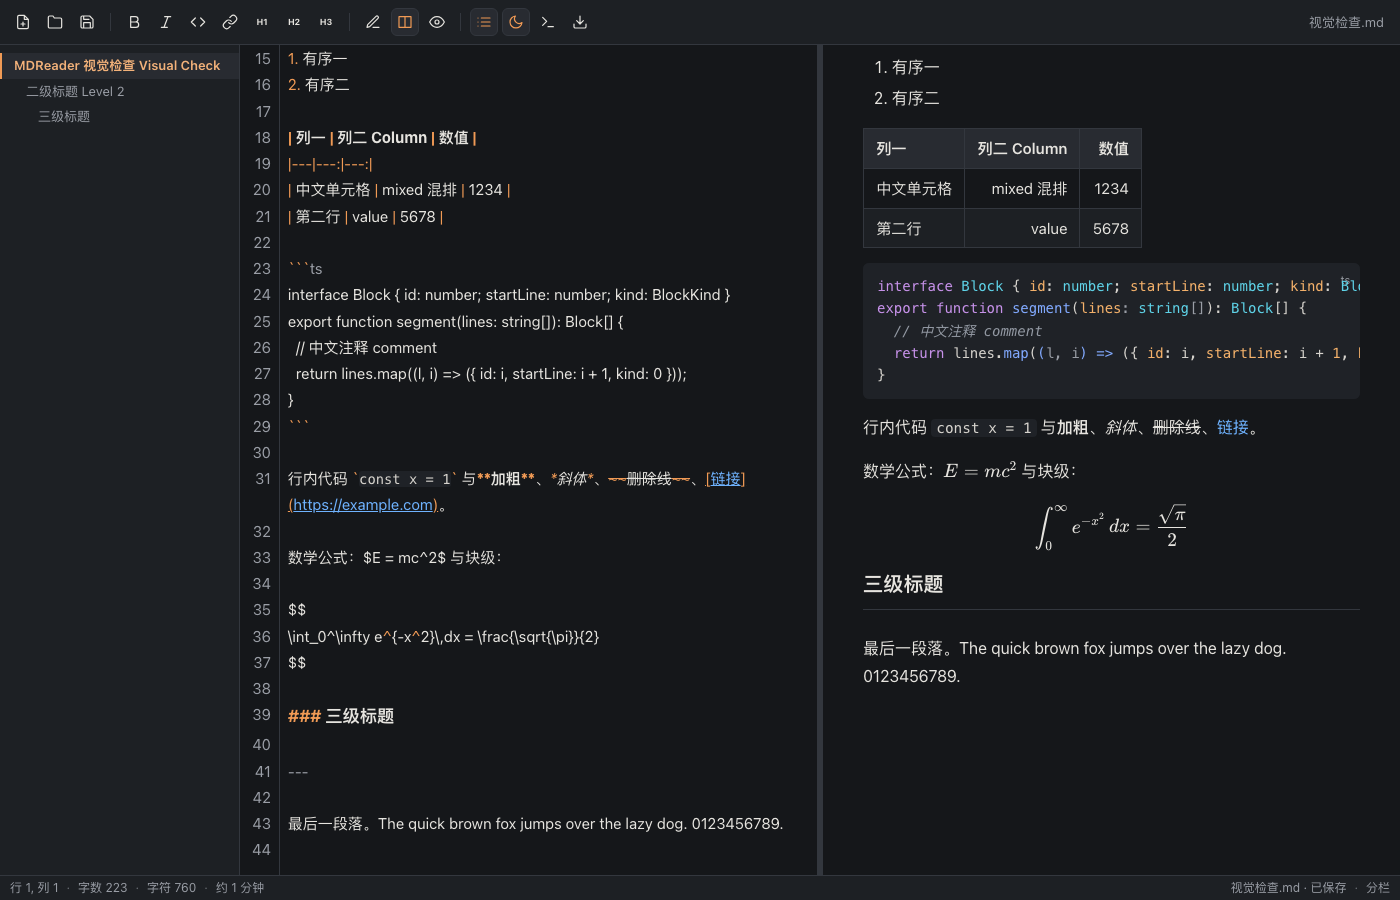 B I H1 H2 H3
视觉检查.md
MDReader 视觉检查 Visual Check
二级标题 Level 2
三级标题
15 1. 有序一
16 2. 有序二
17
18 | 列一 | 列二 Column | 数值 |
19 |---|---:|---:|
20 | 中文单元格 | mixed 混排 | 1234 |
21 | 第二行 | value | 5678 |
22
23 ```ts
24 interface Block { id: number; startLine: number; kind: BlockKind }
25 export function segment(lines: string[]): Block[] {
26 // 中文注释 comment
27 return lines.map((l, i) => ({ id: i, startLine: i + 1, kind: 0 }));
28 }
29 ```
30
31 行内代码 `const x = 1` 与**加粗**、*斜体*、~~删除线~~、[链接]
(https://example.com)。
32
33 数学公式：$E = mc^2$ 与块级：
34
35 $$
36 \int_0^\infty e^{-x^2}\,dx = \frac{\sqrt{\pi}}{2}
37 $$
38
39 ### 三级标题
40
41 ---
42
43 最后一段落。The quick brown fox jumps over the lazy dog. 0123456789.
44
1. 有序一
2. 有序二
列一 列二 Column 数值
中文单元格 mixed 混排 1234
第二行 value 5678
ts
interface Block { id: number; startLine: number; kind:
export function segment(lines: string[]): Block[] {
// 中文注释 comment
return lines.map((l, i) => ({ id: i, startLine: i + 1,
}
行内代码 const x = 1 与加粗、斜体、删除线、链接。
数学公式：E = mc² 与块级：
∫₀^∞ e^{-x²} dx = √π / 2
三级标题
最后一段落。The quick brown fox jumps over the lazy dog.
0123456789.
行 1, 列 1 · 字数 223 · 字符 760 · 约 1 分钟
视觉检查.md · 已保存 · 分栏